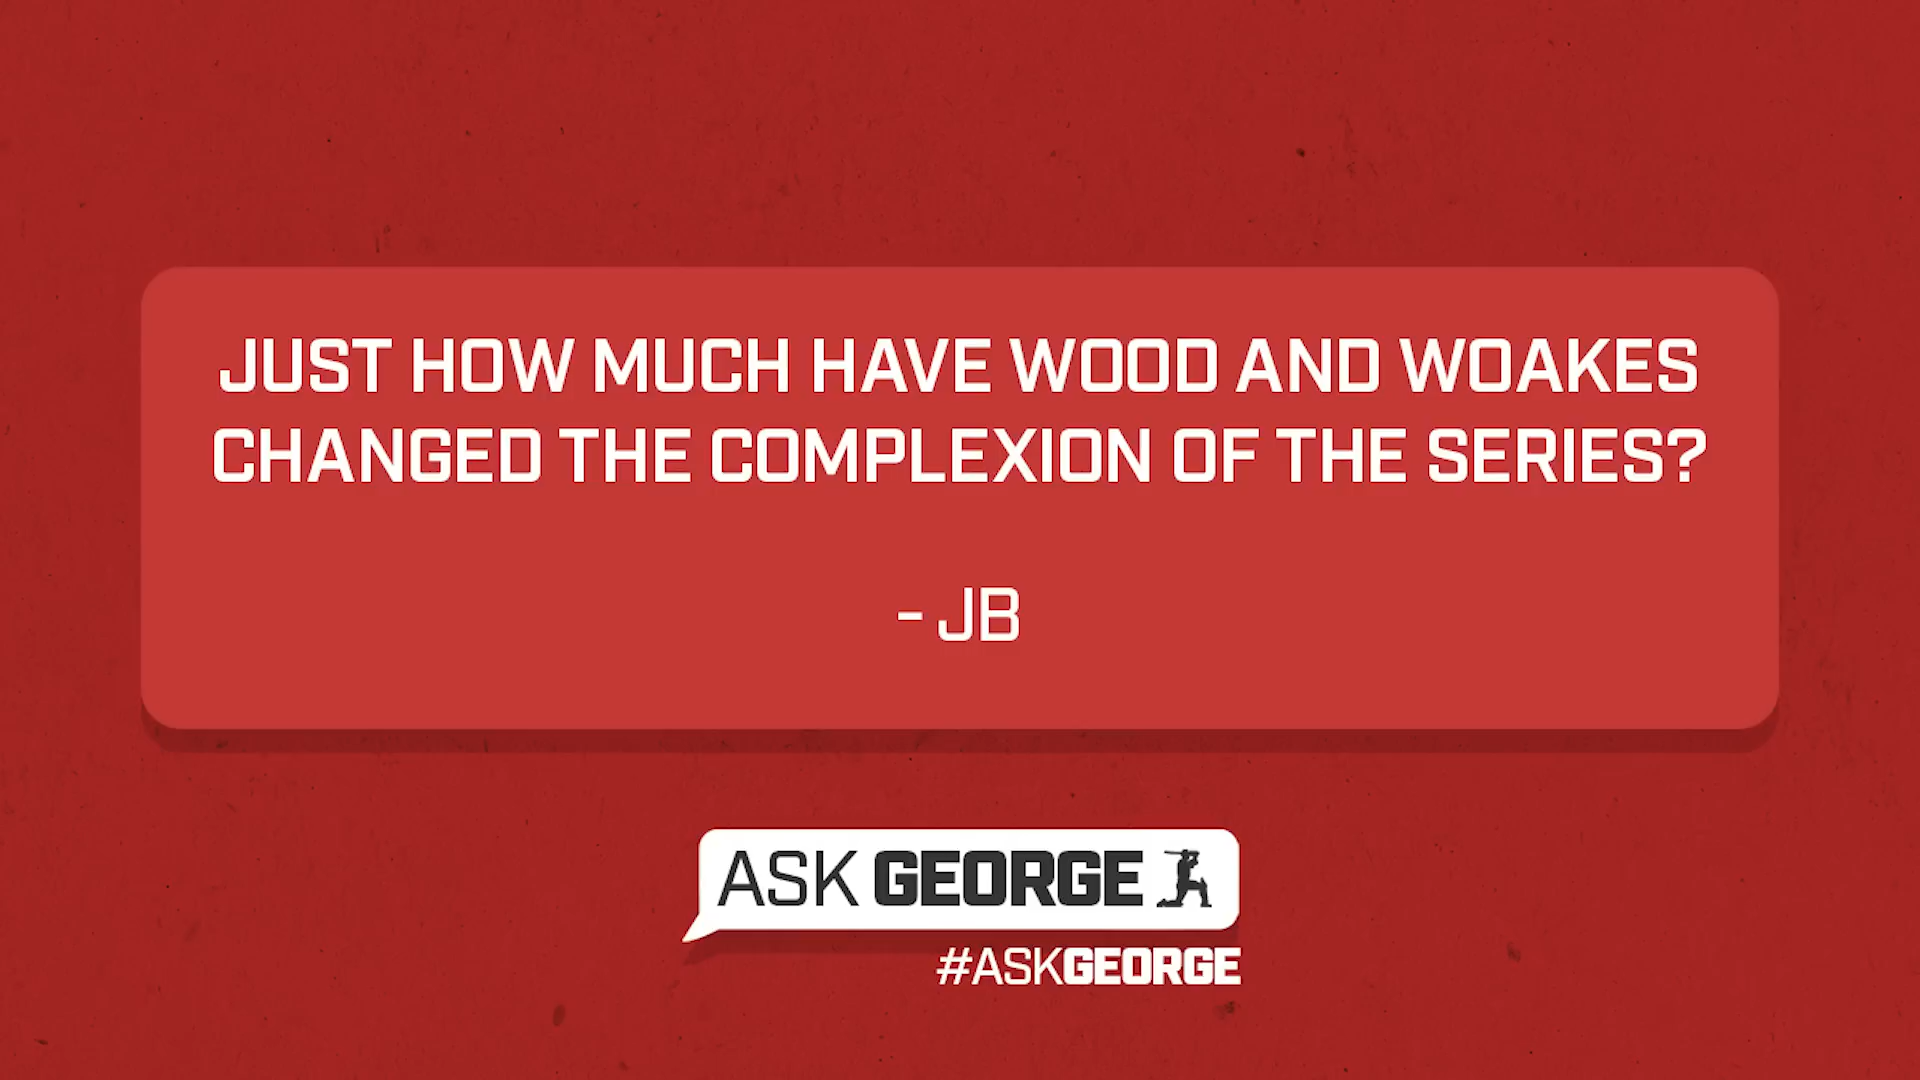 JUST HOW MUCH HAVE WOOD AND WOAKES
CHANGED THE COMPLEXION OF THE SERIES?
- JB
ASK GEORGE
#ASKGEORGE